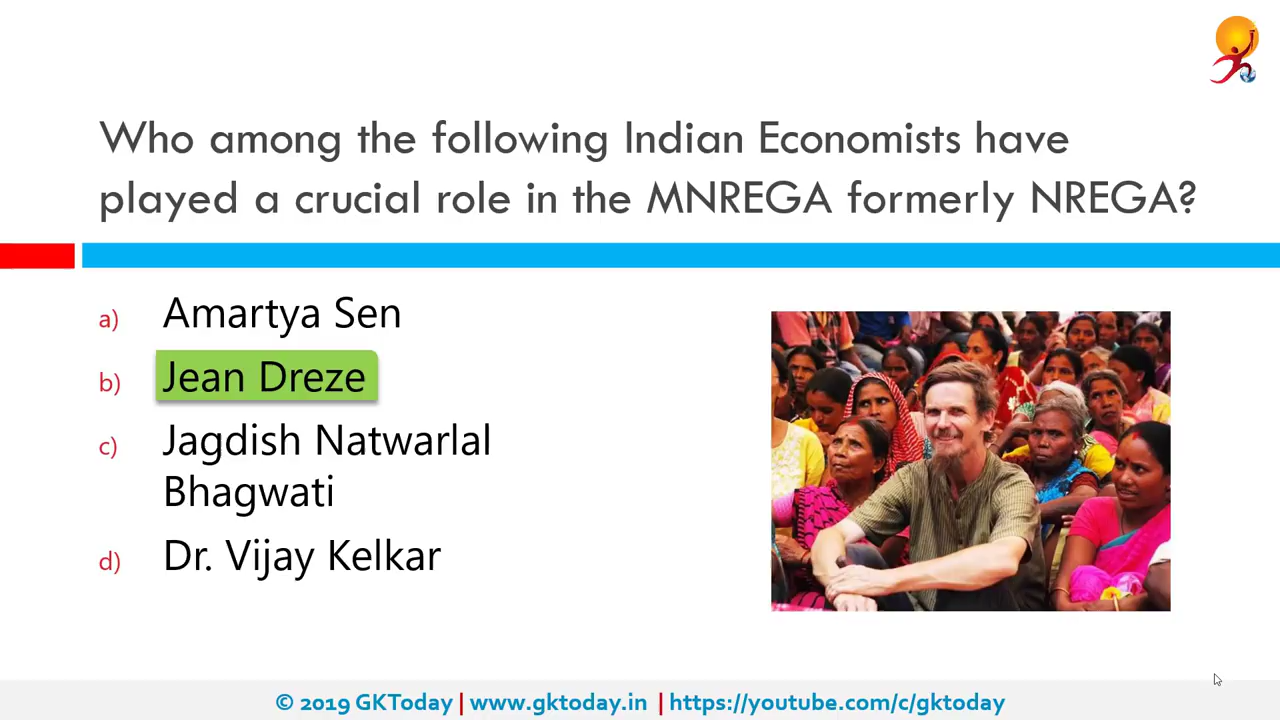 Who among the following Indian Economists have
played a crucial role in the MNREGA formerly NREGA?
a) Amartya Sen
b) Jean Dreze
c) Jagdish Natwarlal
Bhagwati
d) Dr. Vijay Kelkar
© 2019 GKToday | www.gktoday.in | https://youtube.com/c/gktoday